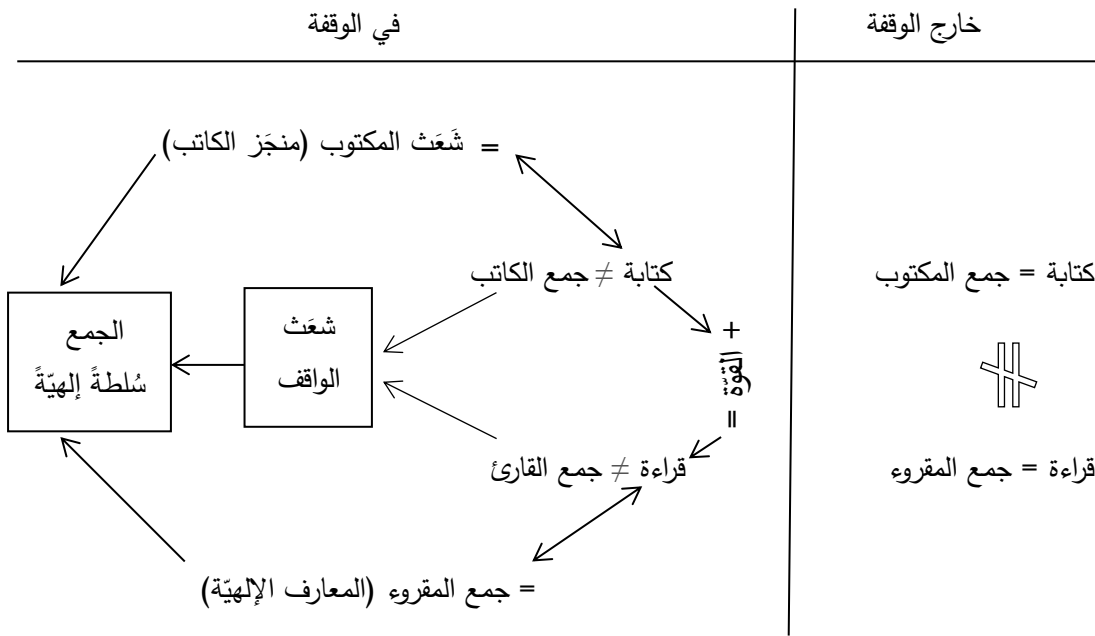 خارج الوقفة
في الوقفة
= شَعَث المكتوب (منجَز الكاتب)
كتابة = جمع المكتوب
كتابة ≠ جمع الكاتب
شعَث
الواقف
الجمع
سُلطةً إلهيّةً
+ القوّة =
قراءة = جمع المقروء
قراءة ≠ جمع القارئ
= جمع المقروء (المعارف الإلهيّة)